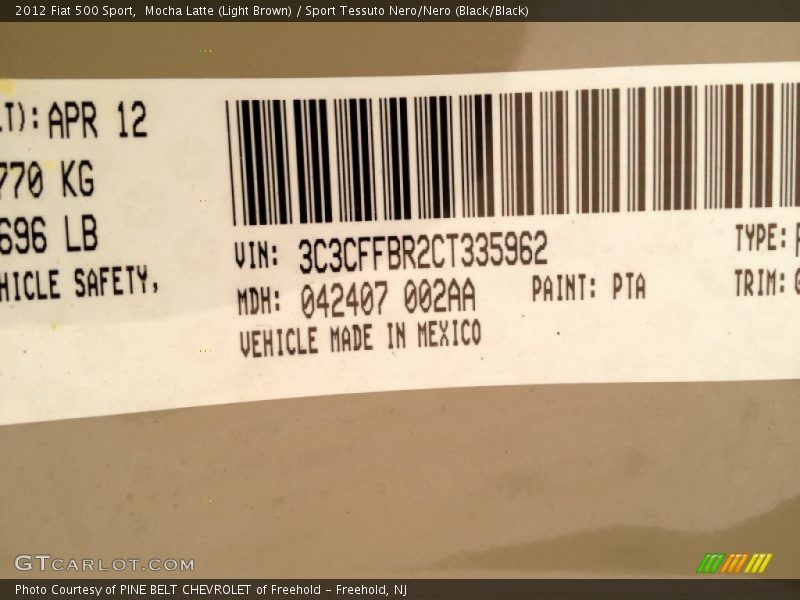 2012 Fiat 500 Sport,  Mocha Latte (Light Brown) / Sport Tessuto Nero/Nero (Black/Black)
.T): APR 12
770 KG
696 LB
HICLE SAFETY,
VIN: 3C3CFFBR2CT335962
TYPE:
MDH: 042407 002AA
PAINT: PTA
TRIM:
VEHICLE MADE IN MEXICO
GTCARLOT.COM
Photo Courtesy of PINE BELT CHEVROLET of Freehold – Freehold, NJ